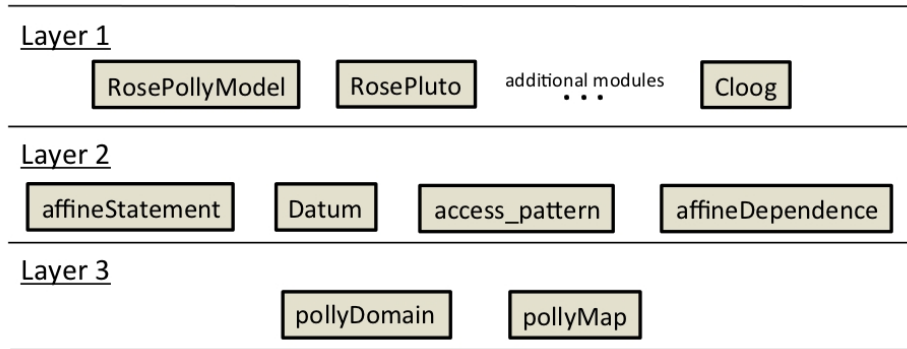 Layer 1
RosePollyModel RosePluto additional modules ... Cloog
Layer 2
affineStatement Datum access_pattern affineDependence
Layer 3
pollyDomain pollyMap